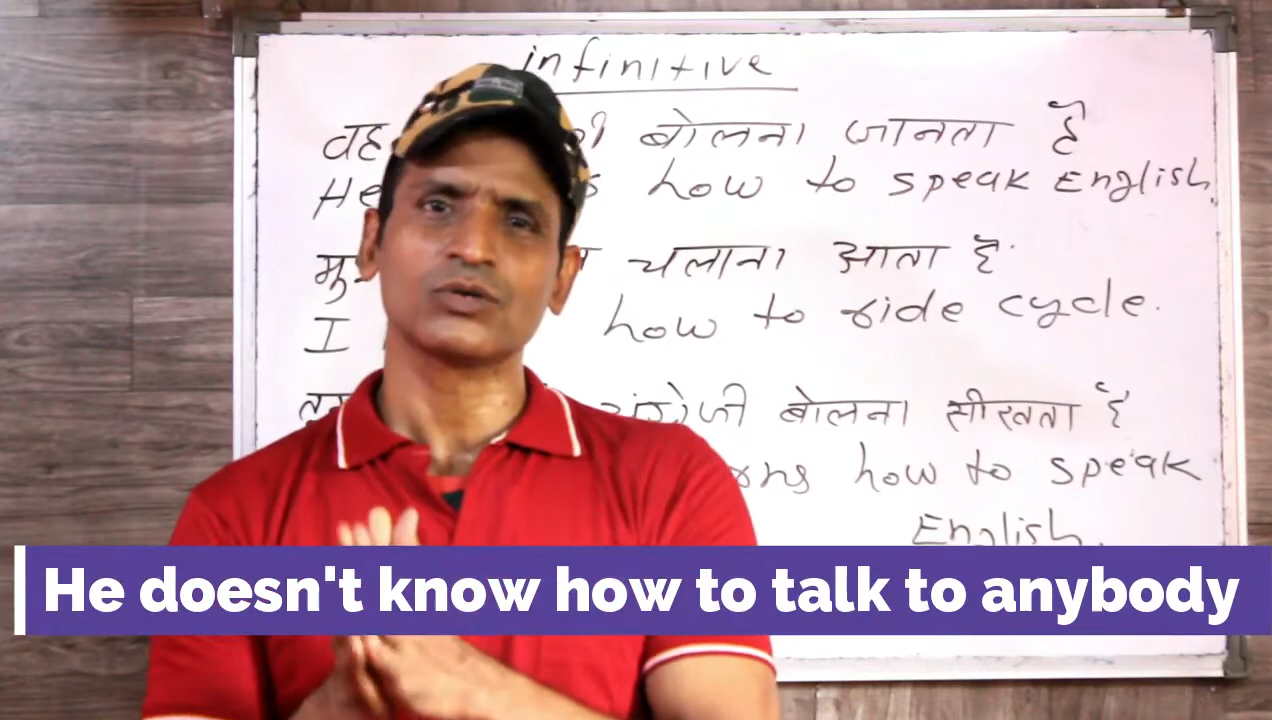 infinitive
वह बोलना जानता है
He how to speak English.
चलाना आता है.
I how to ride cycle.
बोलना सीखता है
how to speak
English.
He doesn't know how to talk to anybody